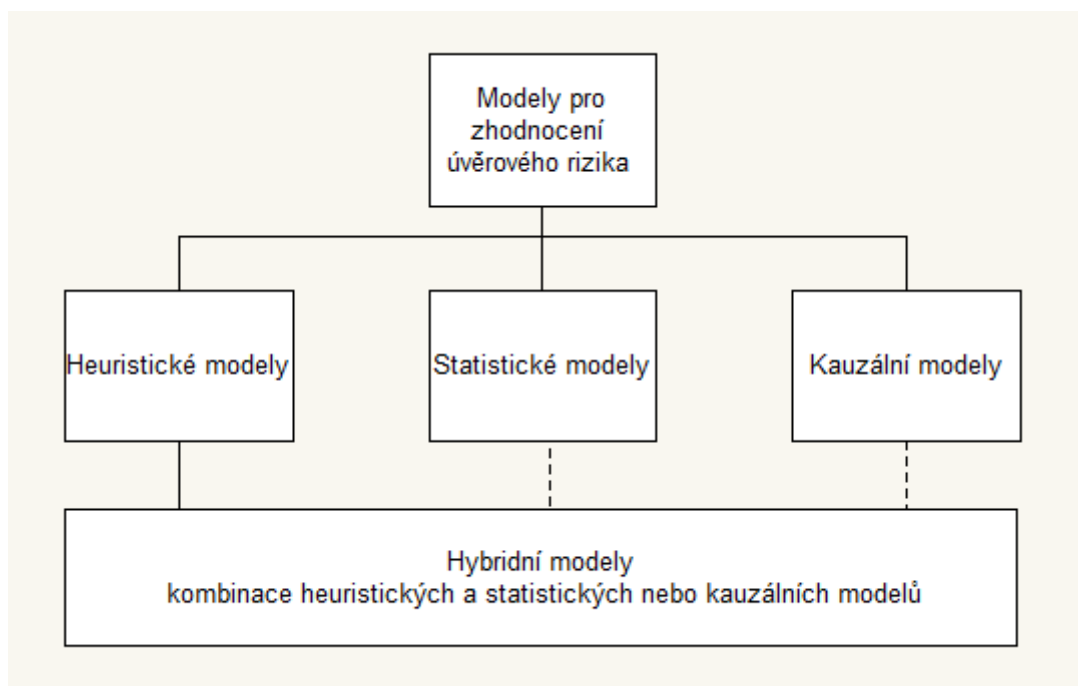 Modely pro
zhodnocení
úvěrového rizika
Heuristické modely
Statistické modely
Kauzální modely
Hybridní modely
kombinace heuristických a statistických nebo kauzálních modelů